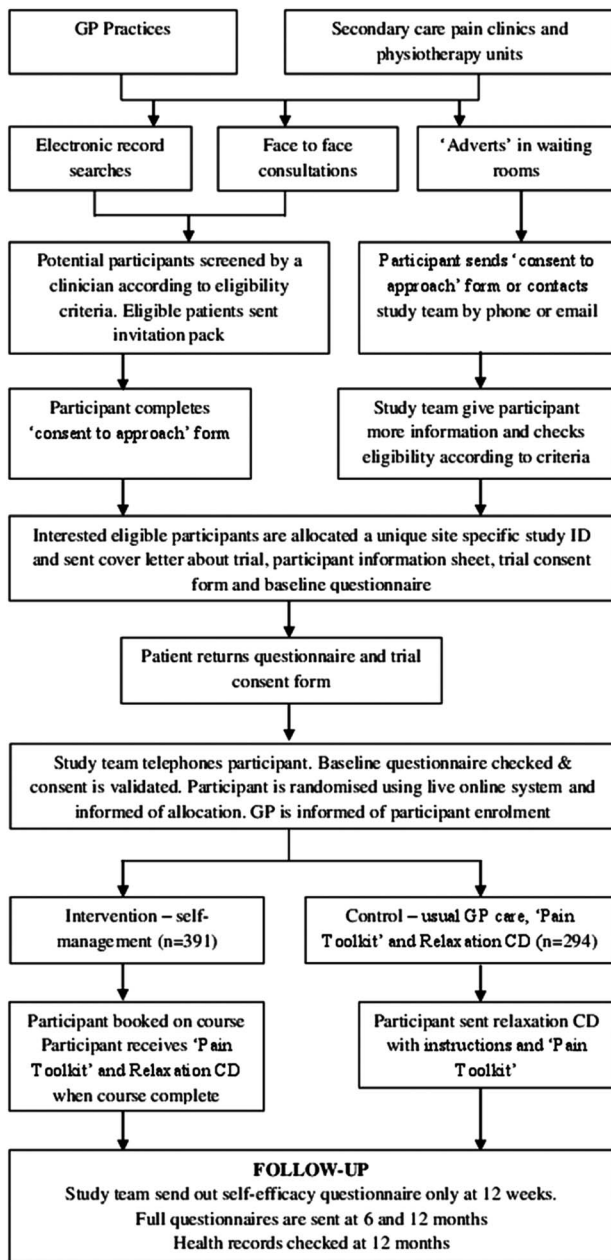 GP Practices
Secondary care pain clinics and
physiotherapy units
Electronic record
searches
Face to face
consultations
‘Adverts’ in waiting
rooms
Potential participants screened by a
clinician according to eligibility
criteria. Eligible patients sent
invitation pack
Participant sends ‘consent to
approach’ form or contacts
study team by phone or email
Participant completes
‘consent to approach’ form
Study team give participant
more information and checks
eligibility according to criteria
Interested eligible participants are allocated a unique site specific study ID
and sent cover letter about trial, participant information sheet, trial consent
form and baseline questionnaire
Patient returns questionnaire and trial
consent form
Study team telephones participant. Baseline questionnaire checked &
consent is validated. Participant is randomised using live online system and
informed of allocation. GP is informed of participant enrolment
Intervention – self-
management (n=391)
Control – usual GP care, ‘Pain
Toolkit’ and Relaxation CD (n=294)
Participant booked on course
Participant receives ‘Pain
Toolkit’ and Relaxation CD
when course complete
Participant sent relaxation CD
with instructions and ‘Pain
Toolkit’
FOLLOW-UP
Study team send out self-efficacy questionnaire only at 12 weeks.
Full questionnaires are sent at 6 and 12 months
Health records checked at 12 months